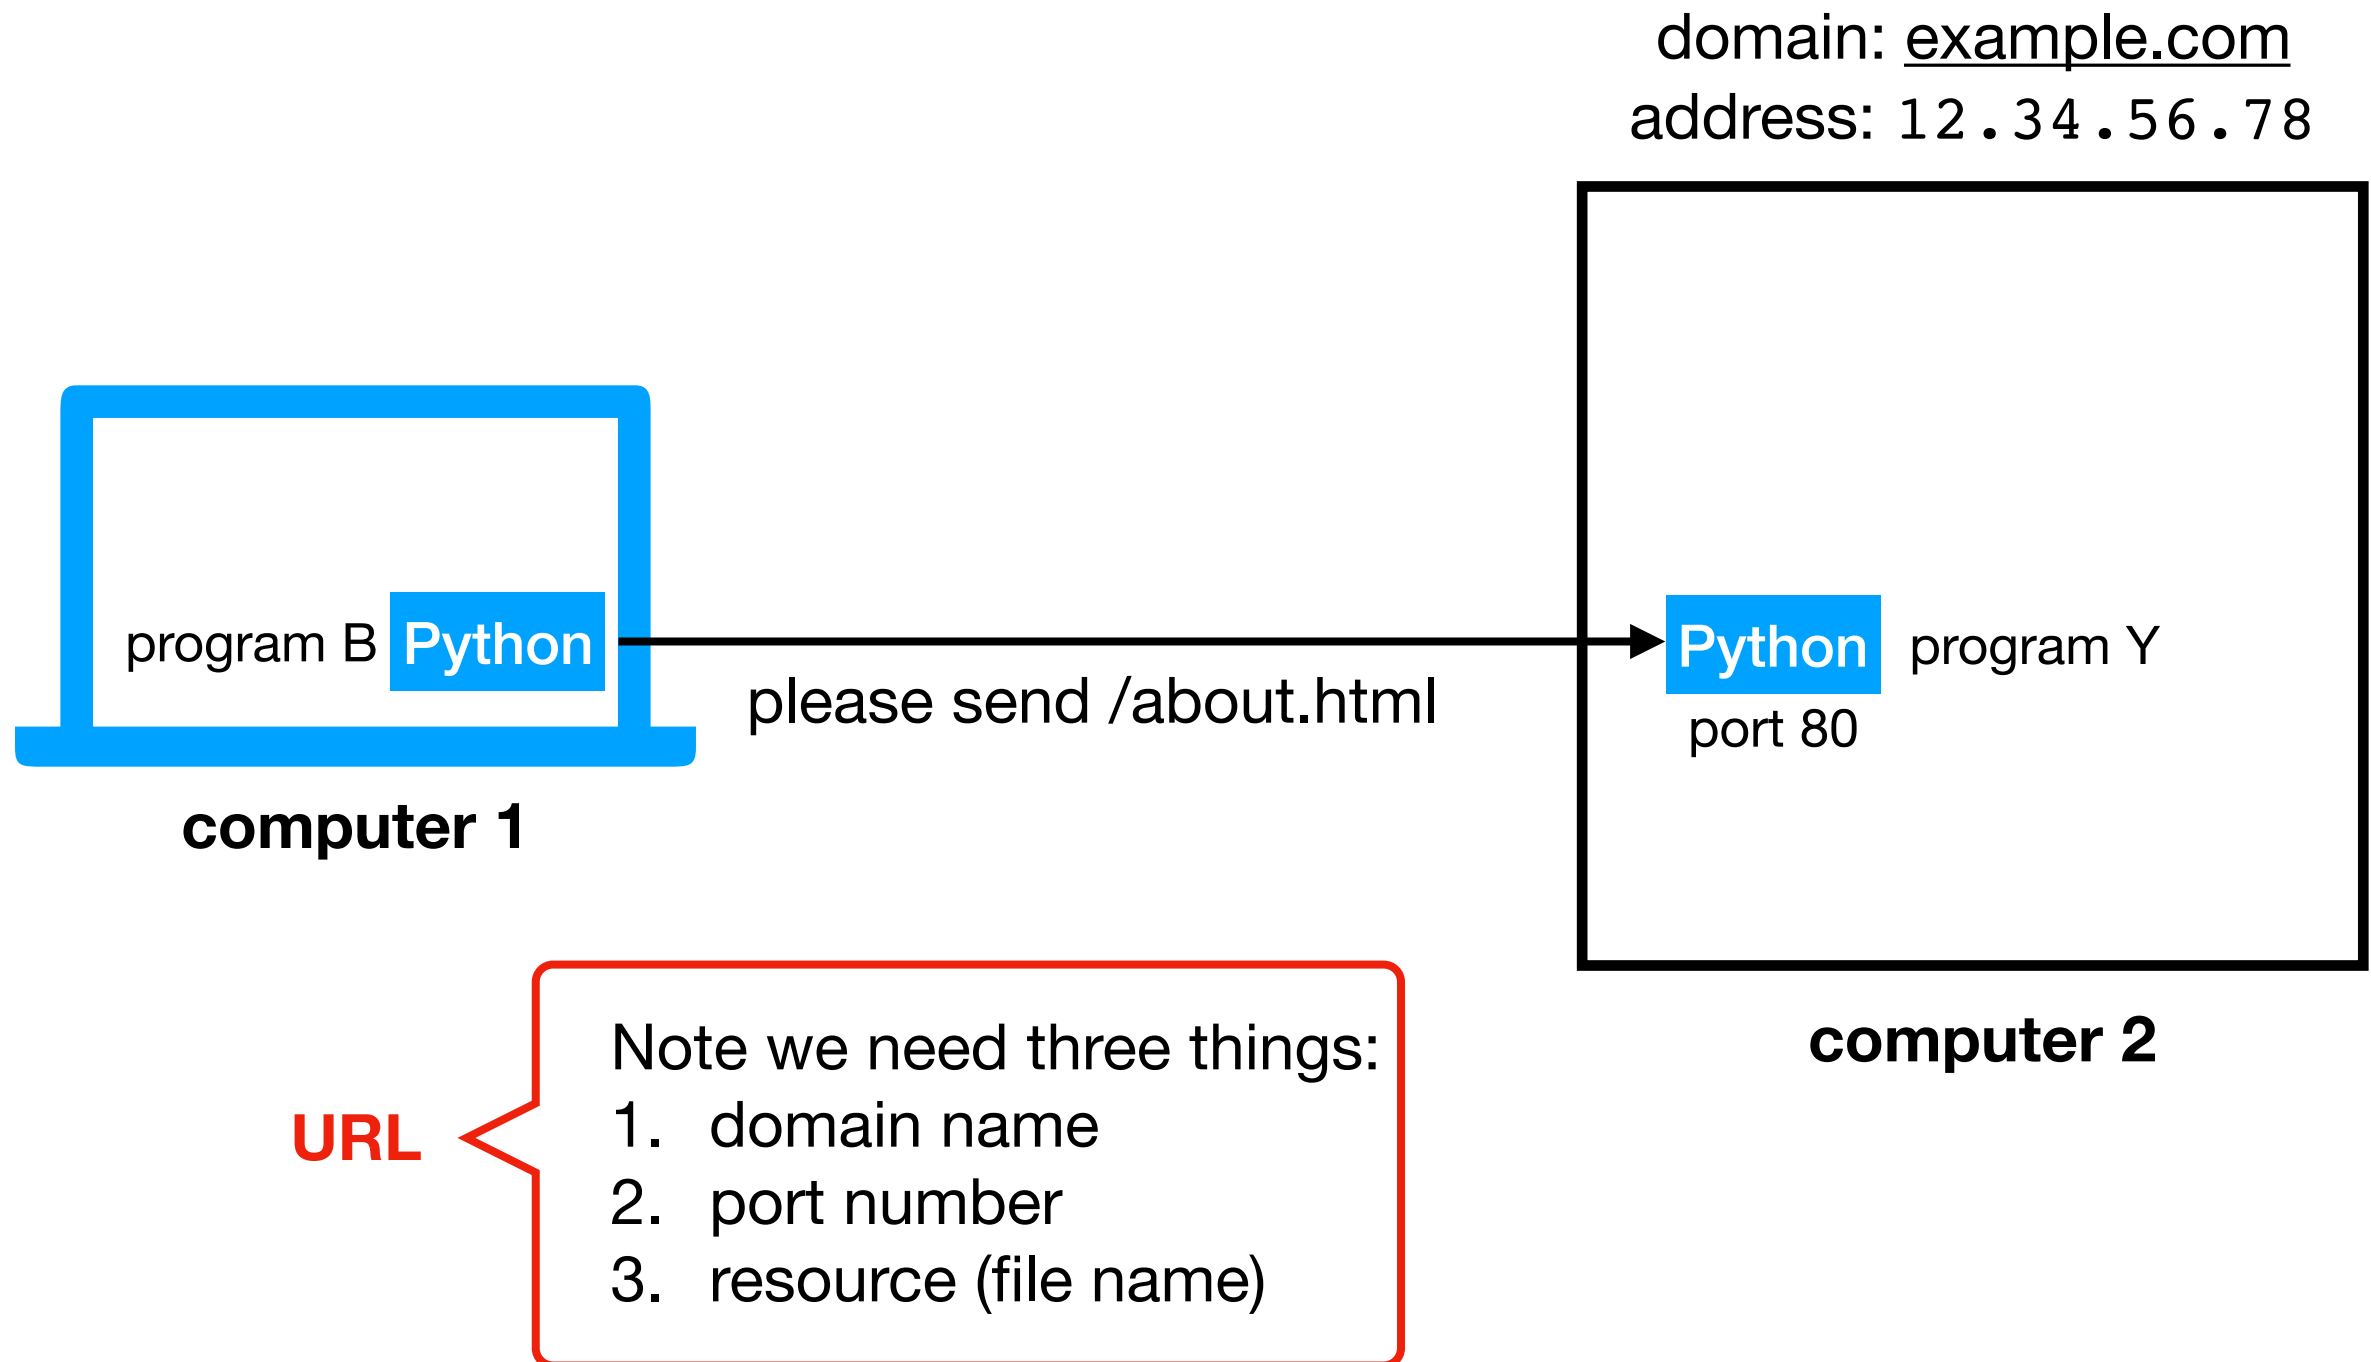 domain: example.com
address: 12.34.56.78
program B Python
please send /about.html
Python program Y
port 80
computer 1
computer 2
URL
Note we need three things:
1. domain name
2. port number
3. resource (file name)